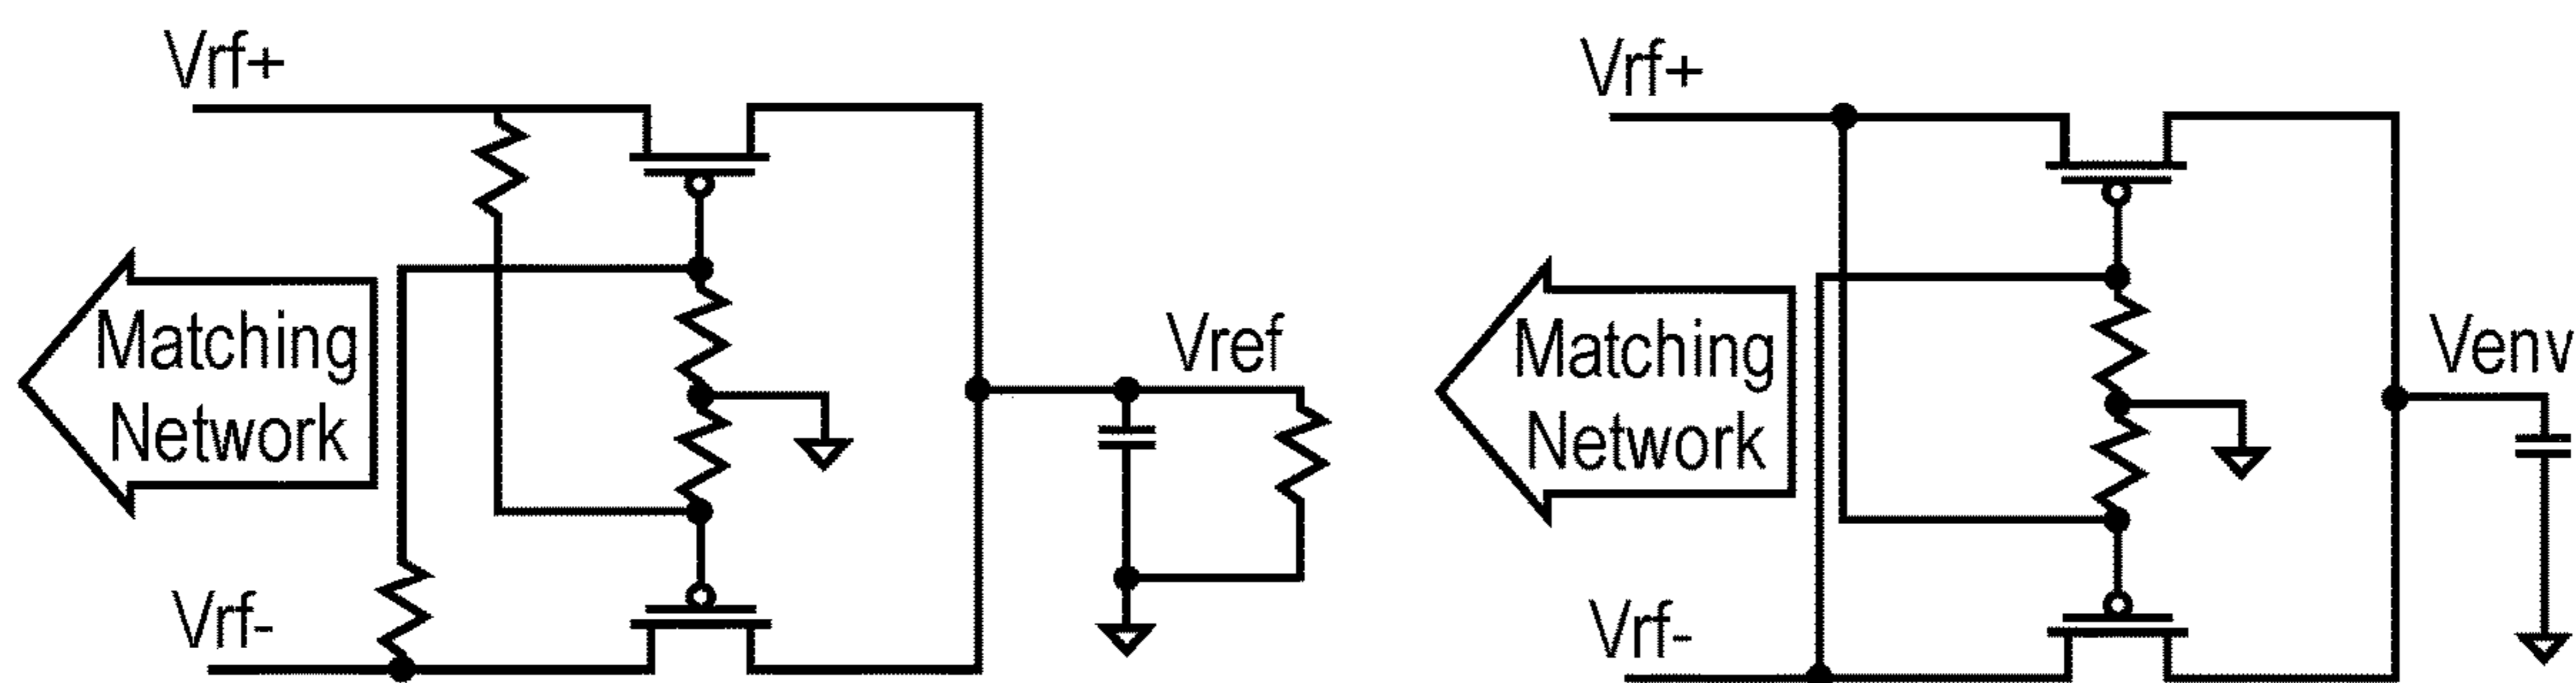 Vrf+
Matching
Network
Vrf-
Vref
Vrf+
Matching
Network
Vrf-
Venv